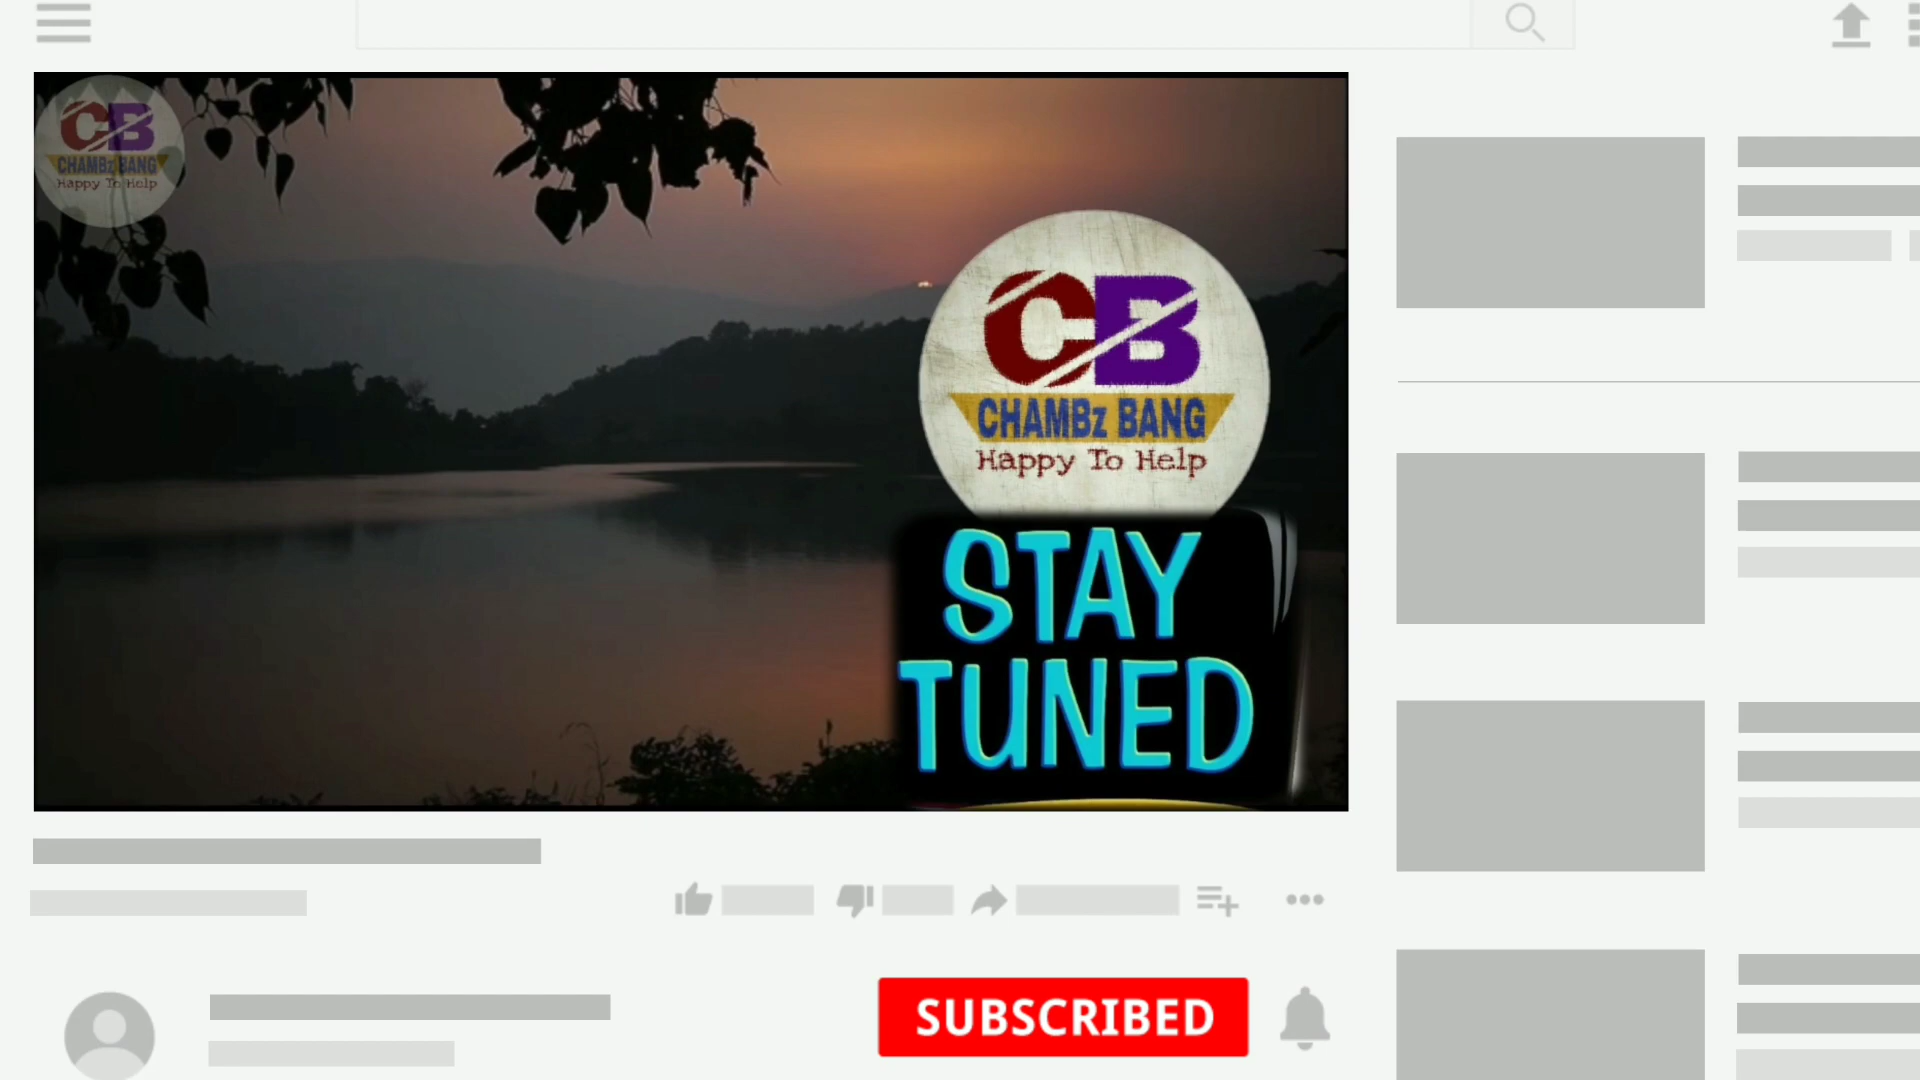 CB
CHAMBz BANG
Happy To Help
CB
CHAMBz BANG
Happy To Help
STAY
TUNED
SUBSCRIBED